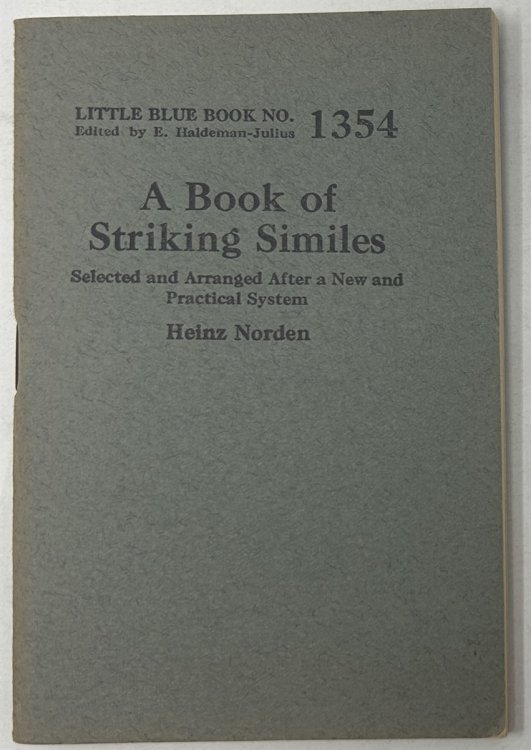 LITTLE BLUE BOOK NO. 1354
Edited by E. Haldeman-Julius
A Book of
Striking Similes
Selected and Arranged After a New and
Practical System
Heinz Norden